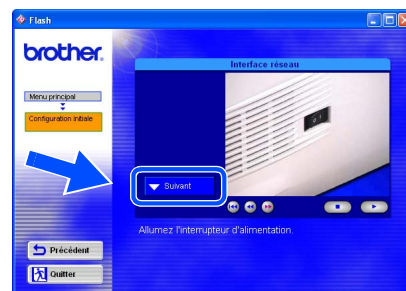 Flash
brother
Interface réseau
Menu principal
Configuration initiale
Suivant
Allumez l'interrupteur d'alimentation.
Précédent
Quitter